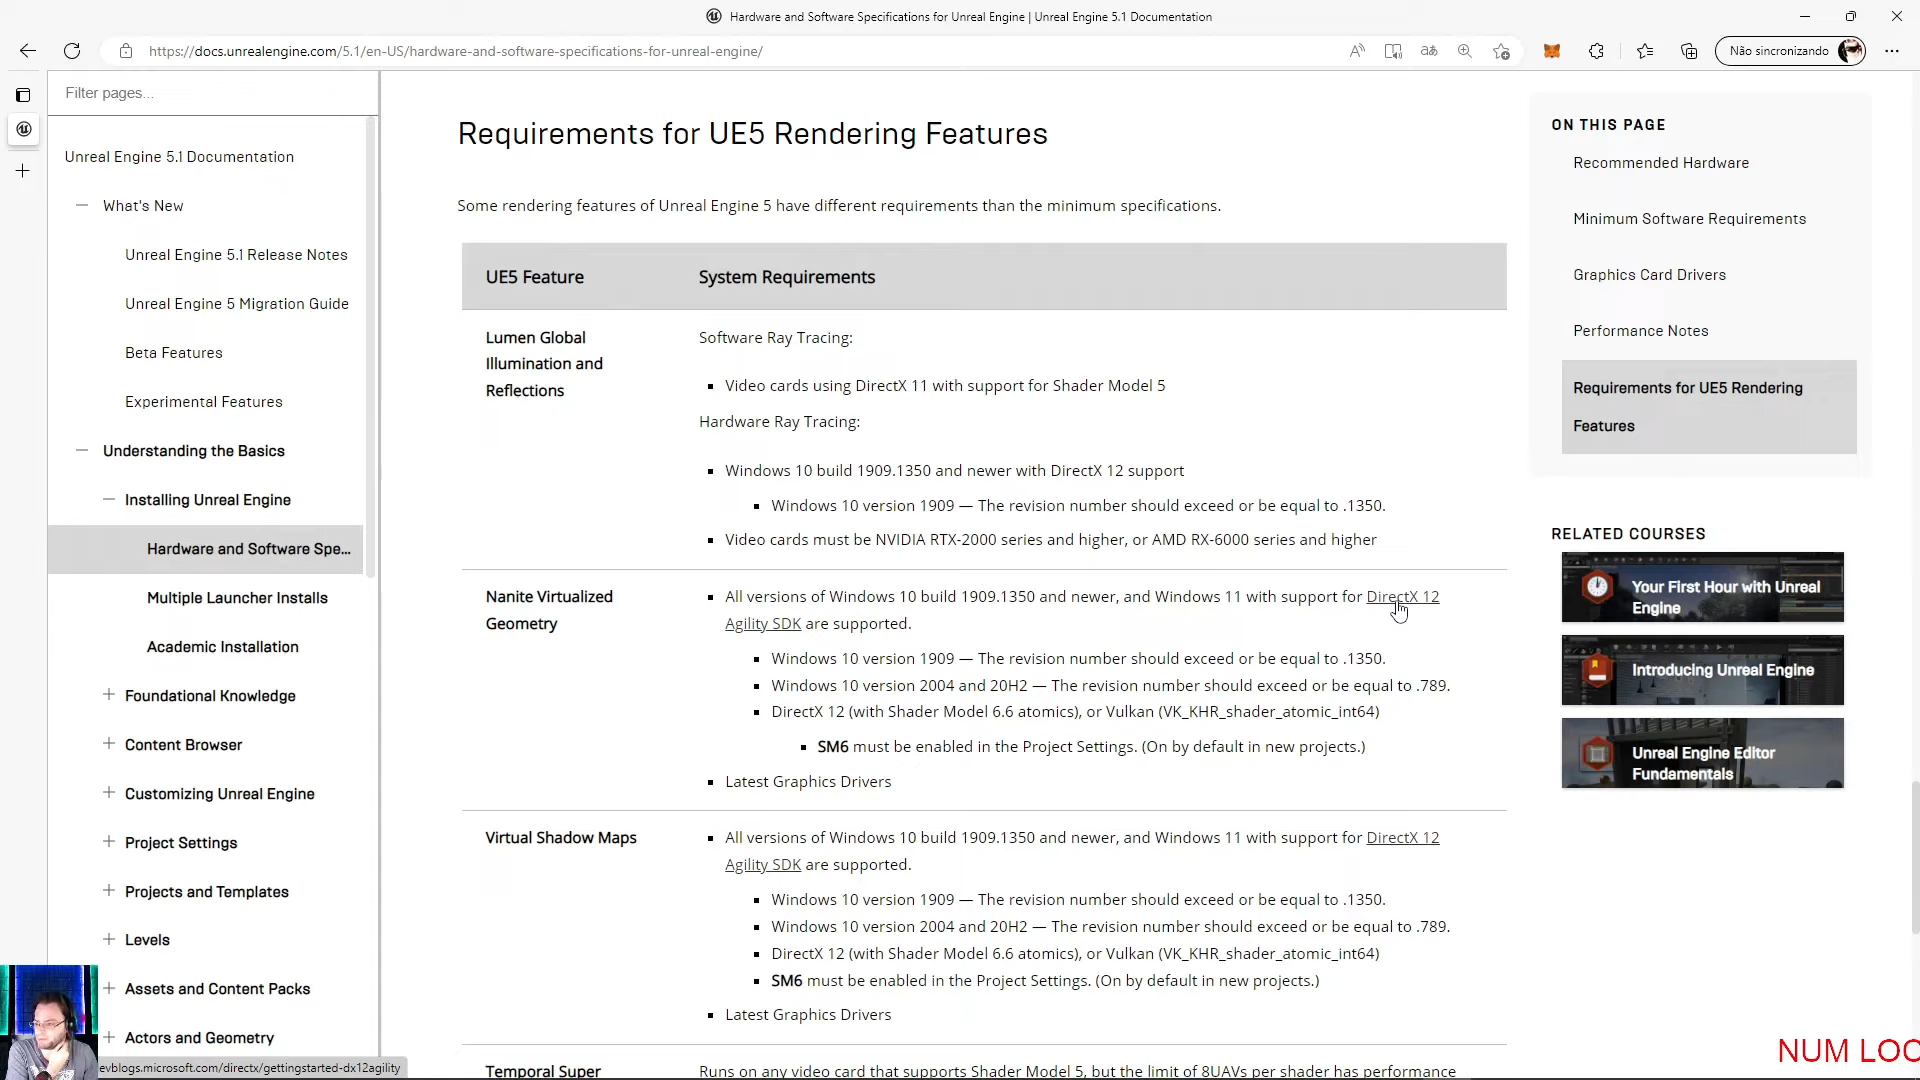 Hardware and Software Specifications for Unreal Engine | Unreal Engine 5.1 Documentation
https://docs.unrealengine.com/5.1/en-US/hardware-and-software-specifications-for-unreal-engine/
Não sincronizando
Filter pages...
Unreal Engine 5.1 Documentation
What's New
Unreal Engine 5.1 Release Notes
Unreal Engine 5 Migration Guide
Beta Features
Experimental Features
Understanding the Basics
Installing Unreal Engine
Hardware and Software Spe...
Multiple Launcher Installs
Academic Installation
Foundational Knowledge
Content Browser
Customizing Unreal Engine
Project Settings
Projects and Templates
Levels
Assets and Content Packs
Actors and Geometry
evblogs.microsoft.com/directx/gettingstarted-dx12agility
Requirements for UE5 Rendering Features
Some rendering features of Unreal Engine 5 have different requirements than the minimum specifications.
UE5 Feature
System Requirements
Lumen Global
Illumination and
Reflections
Software Ray Tracing:
Video cards using DirectX 11 with support for Shader Model 5
Hardware Ray Tracing:
Windows 10 build 1909.1350 and newer with DirectX 12 support
Windows 10 version 1909 — The revision number should exceed or be equal to .1350.
Video cards must be NVIDIA RTX-2000 series and higher, or AMD RX-6000 series and higher
Nanite Virtualized
Geometry
All versions of Windows 10 build 1909.1350 and newer, and Windows 11 with support for DirectX 12
Agility SDK are supported.
Windows 10 version 1909 — The revision number should exceed or be equal to .1350.
Windows 10 version 2004 and 20H2 — The revision number should exceed or be equal to .789.
DirectX 12 (with Shader Model 6.6 atomics), or Vulkan (VK_KHR_shader_atomic_int64)
SM6 must be enabled in the Project Settings. (On by default in new projects.)
Latest Graphics Drivers
Virtual Shadow Maps
All versions of Windows 10 build 1909.1350 and newer, and Windows 11 with support for DirectX 12
Agility SDK are supported.
Windows 10 version 1909 — The revision number should exceed or be equal to .1350.
Windows 10 version 2004 and 20H2 — The revision number should exceed or be equal to .789.
DirectX 12 (with Shader Model 6.6 atomics), or Vulkan (VK_KHR_shader_atomic_int64)
SM6 must be enabled in the Project Settings. (On by default in new projects.)
Latest Graphics Drivers
Temporal Super
Runs on any video card that supports Shader Model 5, but the limit of 8UAVs per shader has performance
ON THIS PAGE
Recommended Hardware
Minimum Software Requirements
Graphics Card Drivers
Performance Notes
Requirements for UE5 Rendering
Features
RELATED COURSES
Your First Hour with Unreal
Engine
Introducing Unreal Engine
Unreal Engine Editor
Fundamentals
NUM LOC